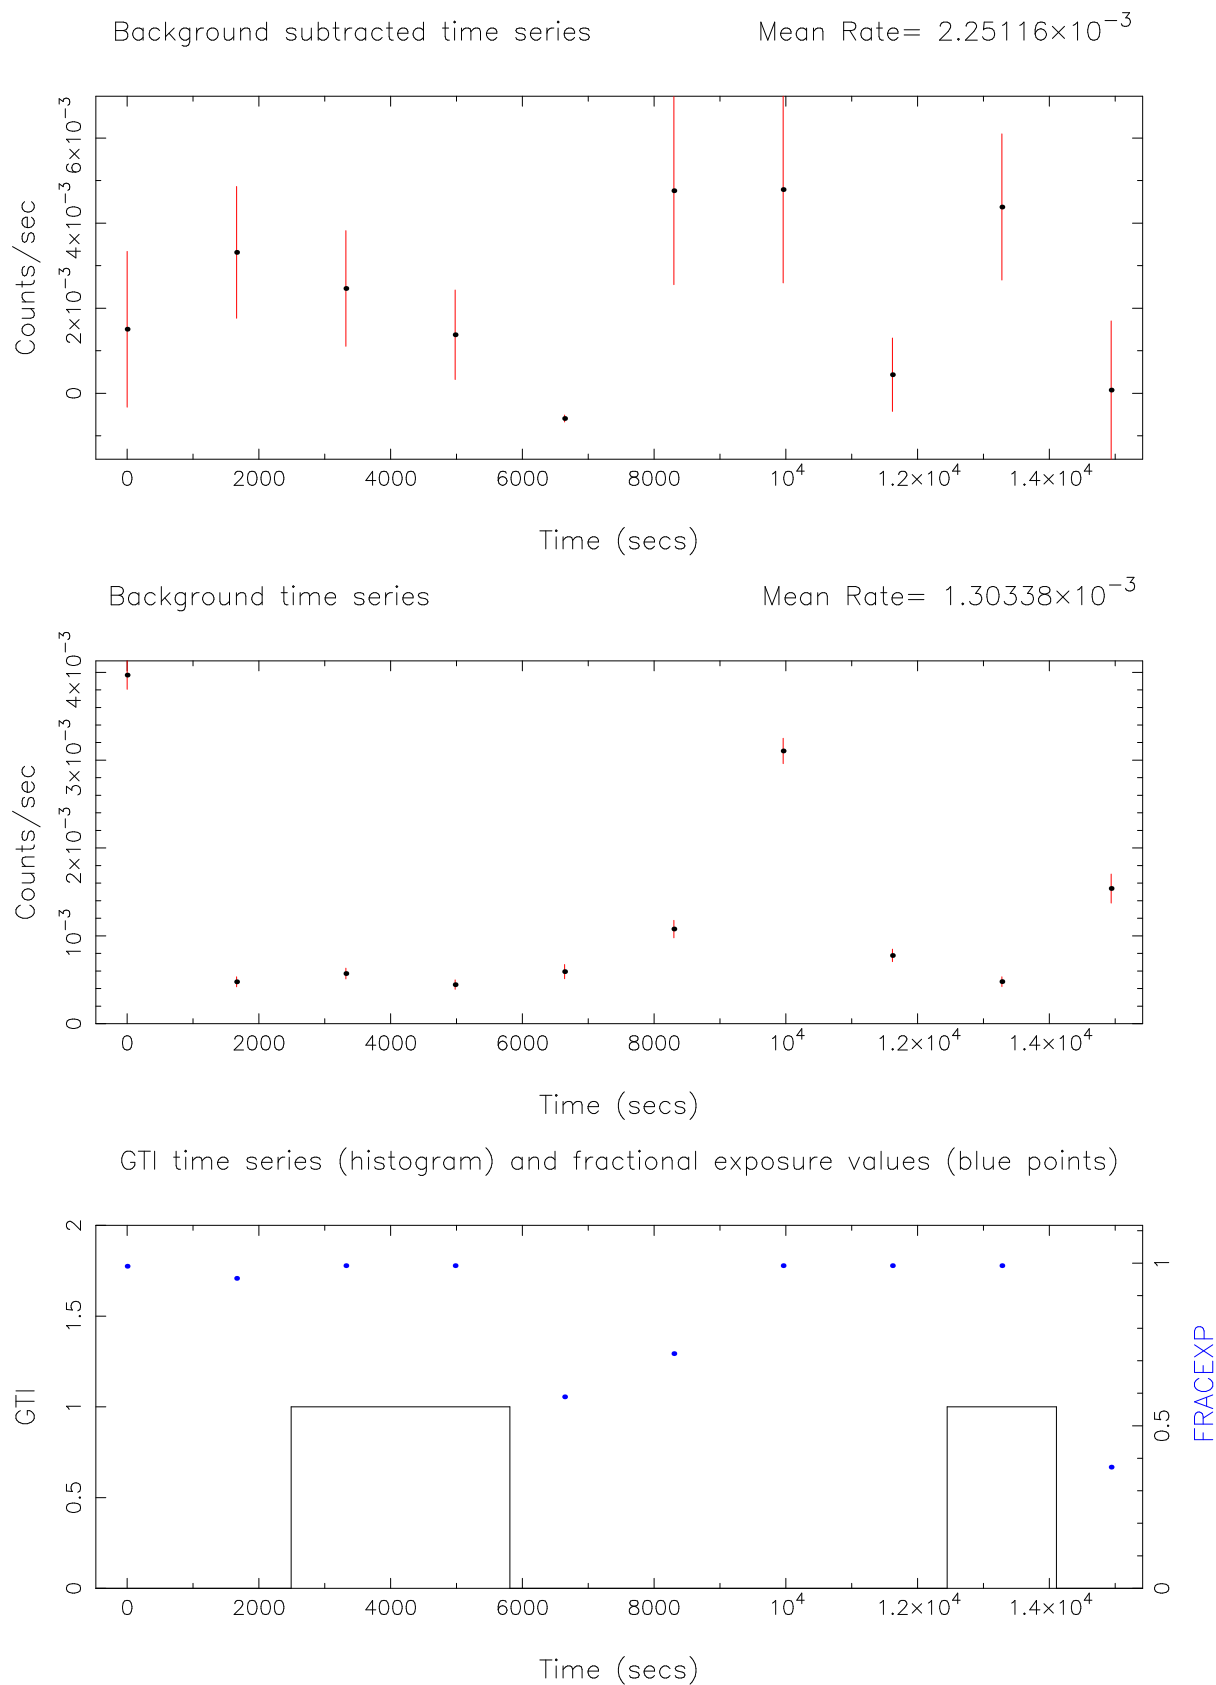 Background subtracted time series Mean Rate= 2.25116×10⁻³
Counts/sec
0 2×10⁻³ 4×10⁻³ 6×10⁻³
0 2000 4000 6000 8000 10⁴ 1.2×10⁴ 1.4×10⁴
Time (secs)
Background time series Mean Rate= 1.30338×10⁻³
Counts/sec
0 10⁻³ 2×10⁻³ 3×10⁻³ 4×10⁻³
0 2000 4000 6000 8000 10⁴ 1.2×10⁴ 1.4×10⁴
Time (secs)
GTI time series (histogram) and fractional exposure values (blue points)
GTI
0 0.5 1 1.5 2
0 0.5 1
FRACEXP
0 2000 4000 6000 8000 10⁴ 1.2×10⁴ 1.4×10⁴
Time (secs)